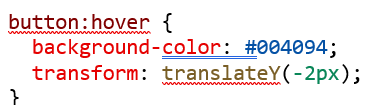 button:hover {
  background-color: #004094;
  transform: translateY(-2px);
}